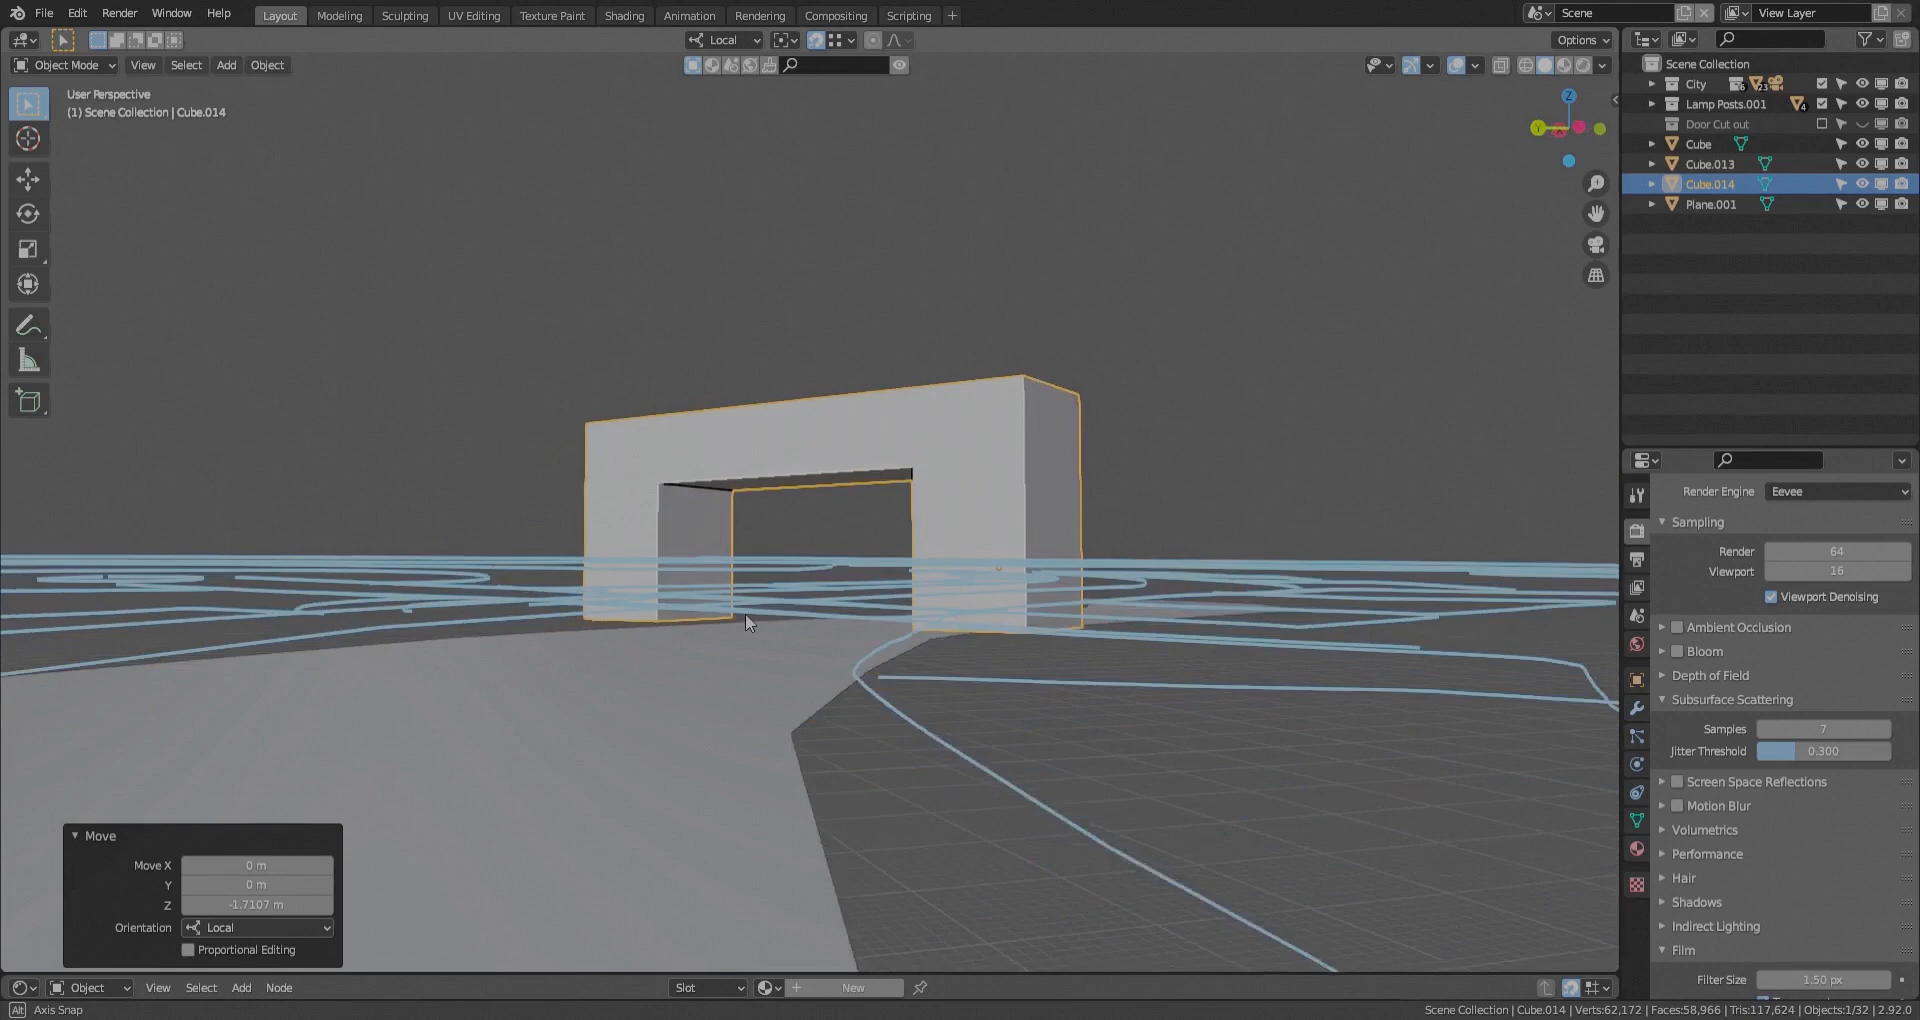 File Edit Render Window Help Layout Modeling Sculpting UV Editing Texture Paint Shading Animation Rendering Compositing Scripting + Scene View Layer
Local Options
Object Mode View Select Add Object
User Perspective
(1) Scene Collection | Cube.014
Z
Y
Scene Collection
City 6 23
Lamp Posts.001 4
Door Cut out
Cube
Cube.013
Cube.014
Plane.001
Render Engine Eevee
Sampling
Render 64
Viewport 16
Viewport Denoising
Ambient Occlusion
Bloom
Depth of Field
Subsurface Scattering
Samples 7
Jitter Threshold 0.300
Screen Space Reflections
Motion Blur
Volumetrics
Performance
Hair
Shadows
Indirect Lighting
Film
Filter Size 1.50 px
Move
Move X 0 m
Y 0 m
Z -1.7107 m
Orientation Local
Proportional Editing
Object View Select Add Node Slot New
Alt Axis Snap
Scene Collection | Cube.014 | Verts:62,172 | Faces:58,966 | Tris:117,624 | Objects:1/32 | 2.92.0